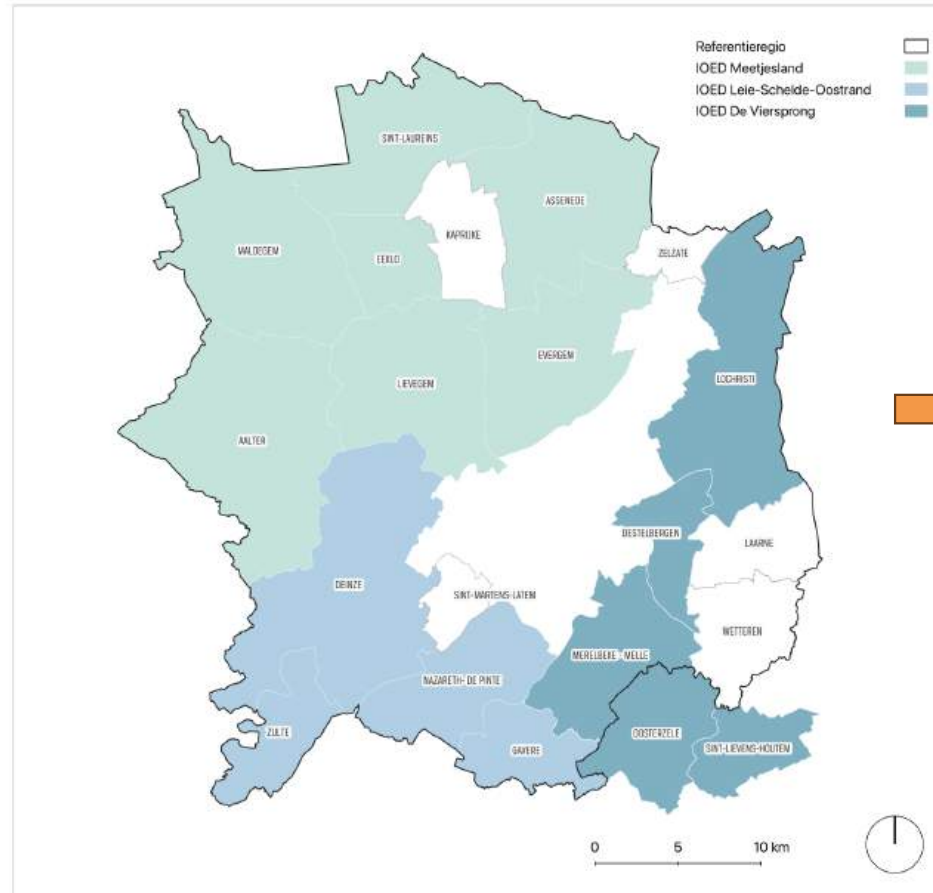 Referentieregio
IOED Meetjesland
IOED Leie-Schelde-Oostrand
IOED De Viersprong
SINT-LAUREINS
ASSENEDE
KAPRIJKE
MALDEGEM
EEKLO
ZELZATE
EVERGEM
LOCHRISTI
LIEVEGEM
AALTER
DESTELBERGEN
LAARNE
DEINZE
SINT-MARTENS-LATEM
WETTEREN
MERELBEKE - MELLE
NAZARETH- DE PINTE
ZULTE
OOSTERZELE
GAVERE
SINT-LIEVENS-HOUTEM
0 5 10 km